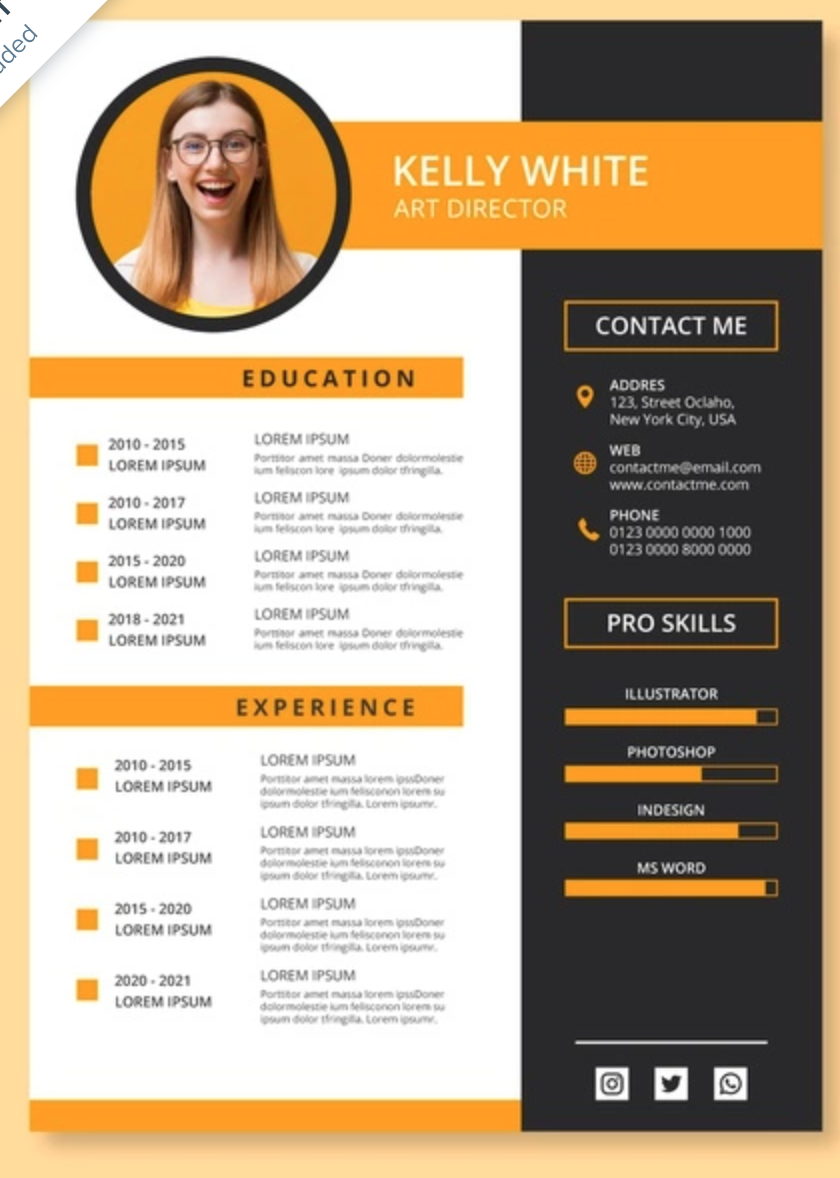 aded
KELLY WHITE
ART DIRECTOR
EDUCATION
2010 - 2015
LOREM IPSUM
LOREM IPSUM
Porttitor amet massa Doner dolormolestie
ium feliscon lore ipsum dolor tfringilla.
2010 - 2017
LOREM IPSUM
LOREM IPSUM
Porttitor amet massa Doner dolormolestie
ium feliscon lore ipsum dolor tfringilla.
2015 - 2020
LOREM IPSUM
LOREM IPSUM
Porttitor amet massa Doner dolormolestie
ium feliscon lore ipsum dolor tfringilla.
2018 - 2021
LOREM IPSUM
LOREM IPSUM
Porttitor amet massa Doner dolormolestie
ium feliscon lore ipsum dolor tfringilla.
EXPERIENCE
2010 - 2015
LOREM IPSUM
LOREM IPSUM
Porttitor amet massa lorem ipssDoner
dolormolestie ium felisconon lorem su
ipsum dolor tfringilla. Lorem ipsumr.
2010 - 2017
LOREM IPSUM
LOREM IPSUM
Porttitor amet massa lorem ipssDoner
dolormolestie ium felisconon lorem su
ipsum dolor tfringilla. Lorem ipsumr.
2015 - 2020
LOREM IPSUM
LOREM IPSUM
Porttitor amet massa lorem ipssDoner
dolormolestie ium felisconon lorem su
ipsum dolor tfringilla. Lorem ipsumr.
2020 - 2021
LOREM IPSUM
LOREM IPSUM
Porttitor amet massa lorem ipssDoner
dolormolestie ium felisconon lorem su
ipsum dolor tfringilla. Lorem ipsumr.
CONTACT ME
ADDRES
123, Street Oclaho,
New York City, USA
WEB
contactme@email.com
www.contactme.com
PHONE
0123 0000 0000 1000
0123 0000 8000 0000
PRO SKILLS
ILLUSTRATOR
PHOTOSHOP
INDESIGN
MS WORD